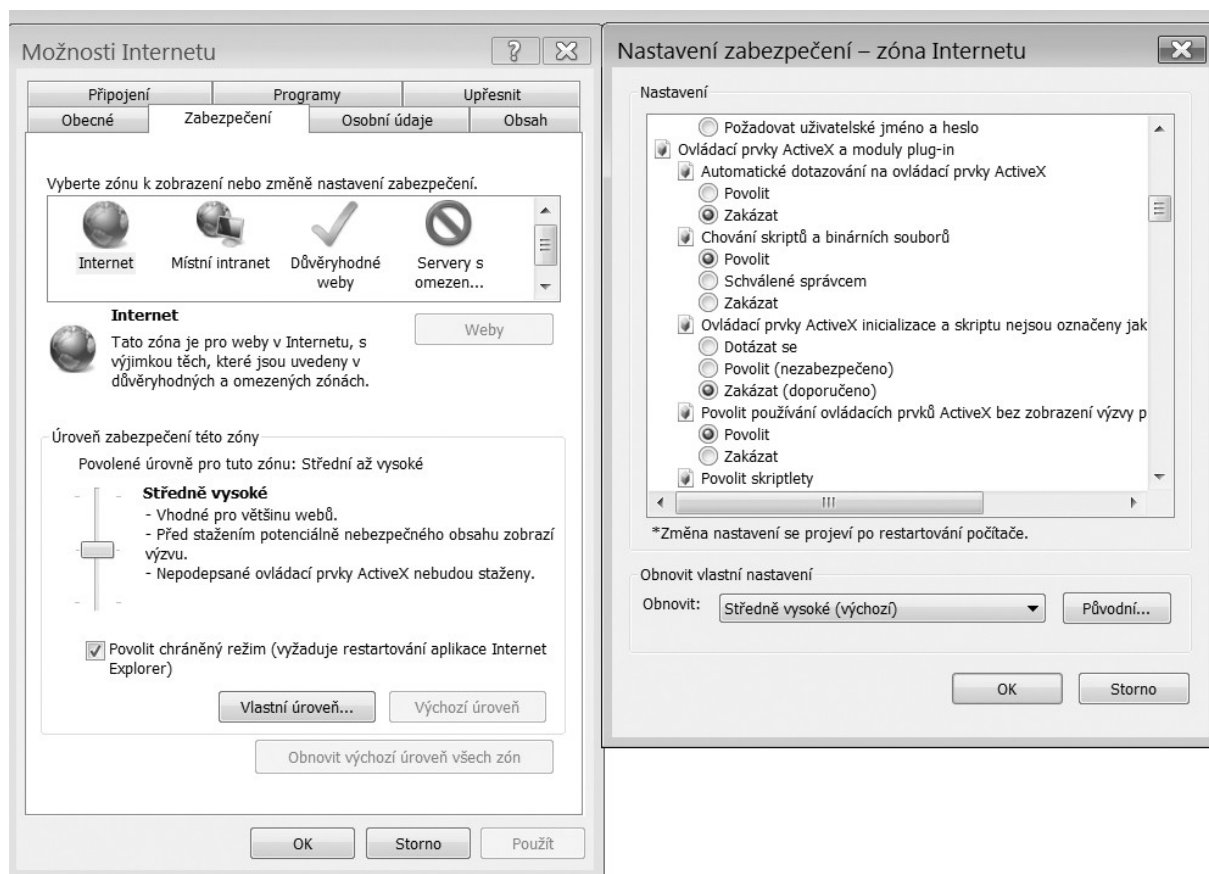 Možnosti Internetu
Připojení
Programy
Upřesnit
Obecné
Zabezpečení
Osobní údaje
Obsah
Vyberte zónu k zobrazení nebo změně nastavení zabezpečení.
Internet
Místní intranet
Důvěryhodné
weby
Servery s
omezen...
Internet
Tato zóna je pro weby v Internetu, s
výjimkou těch, které jsou uvedeny v
důvěryhodných a omezených zónách.
Weby
Úroveň zabezpečení této zóny
Povolené úrovně pro tuto zónu: Střední až vysoké
Středně vysoké
- Vhodné pro většinu webů.
- Před stažením potenciálně nebezpečného obsahu zobrazí
výzvu.
- Nepodepsané ovládací prvky ActiveX nebudou staženy.
Povolit chráněný režim (vyžaduje restartování aplikace Internet
Explorer)
Vlastní úroveň...
Výchozí úroveň
Obnovit výchozí úroveň všech zón
OK
Storno
Použít
Nastavení zabezpečení – zóna Internetu
Nastavení
Požadovat uživatelské jméno a heslo
Ovládací prvky ActiveX a moduly plug-in
Automatické dotazování na ovládací prvky ActiveX
Povolit
Zakázat
Chování skriptů a binárních souborů
Povolit
Schválené správcem
Zakázat
Ovládací prvky ActiveX inicializace a skriptu nejsou označeny jak
Dotázat se
Povolit (nezabezpečeno)
Zakázat (doporučeno)
Povolit používání ovládacích prvků ActiveX bez zobrazení výzvy p
Povolit
Zakázat
Povolit skriptlety
*Změna nastavení se projeví po restartování počítače.
Obnovit vlastní nastavení
Obnovit:
Středně vysoké (výchozí)
Původní...
OK
Storno